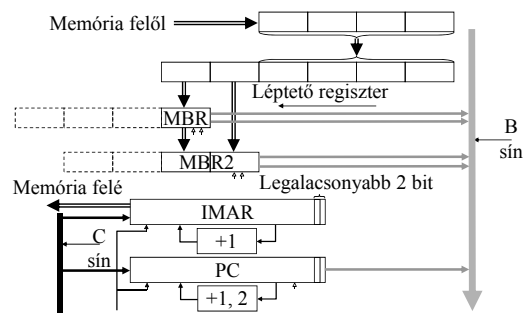 Memória felől
Léptető regiszter
MBR
B
sín
MBR2
Legalacsonyabb 2 bit
Memória felé
IMAR
C
sín
+1
PC
+1, 2